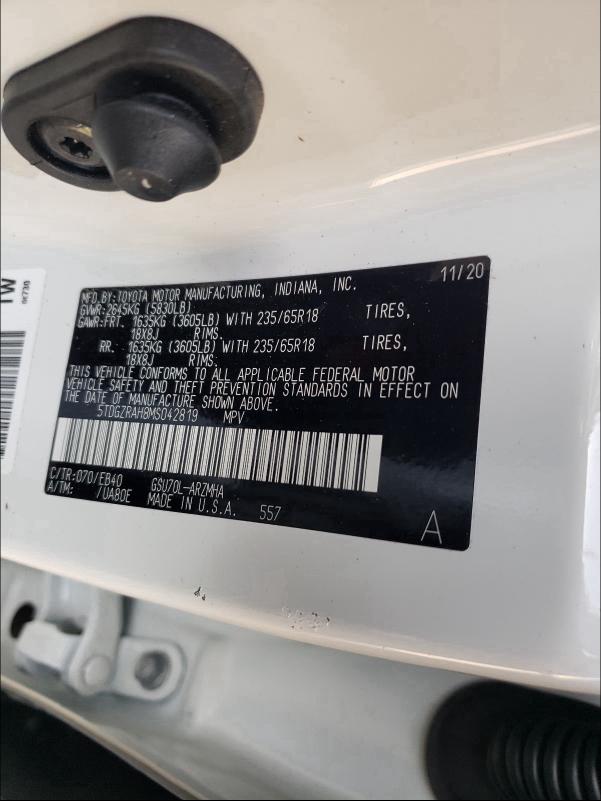 MFD.BY:TOYOTA MOTOR MANUFACTURING, INDIANA, INC. 11/20
GVWR:2645KG (5830LB)
GAWR:FRT. 1635KG (3605LB) WITH 235/65R18 TIRES,
18X8J RIMS.
RR. 1635KG (3605LB) WITH 235/65R18 TIRES,
18X8J RIMS.
THIS VEHICLE CONFORMS TO ALL APPLICABLE FEDERAL MOTOR
VEHICLE SAFETY AND THEFT PREVENTION STANDARDS IN EFFECT ON
THE DATE OF MANUFACTURE SHOWN ABOVE.
5TDGZRAH8MS042819 MPV
C/TR:070/EB40 GSU70L-ARZMHA
A/TM: /UA80E MADE IN U.S.A. 557
A